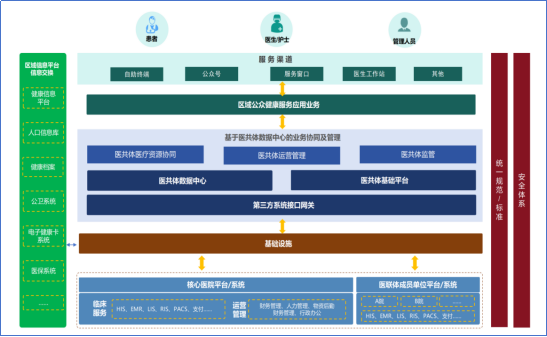 患者
医生/护士
管理人员
区域信息平台
信息交换
健康信息
平台
人口信息库
健康档案
公卫系统
电子健康卡
系统
医保系统
......
服务渠道
自助终端
公众号
服务窗口
医生工作站
其他
区域公众健康服务应用业务
基于医共体数据中心的业务协同及管理
医共体医疗资源协同
医共体运营管理
医共体监管
医共体数据中心
医共体基础平台
第三方系统接口网关
基础设施
核心医院平台/系统
临床
服务
HIS、EMR、LIS、RIS、PACS、支付......
运营
管理
财务管理、人力管理、物资后勤
财务管理、行政办公
医联体成员单位平台/系统
A院
B院
......
HIS、EMR、LIS、RIS、PACS、支付......
统一规范/标准
安全体系